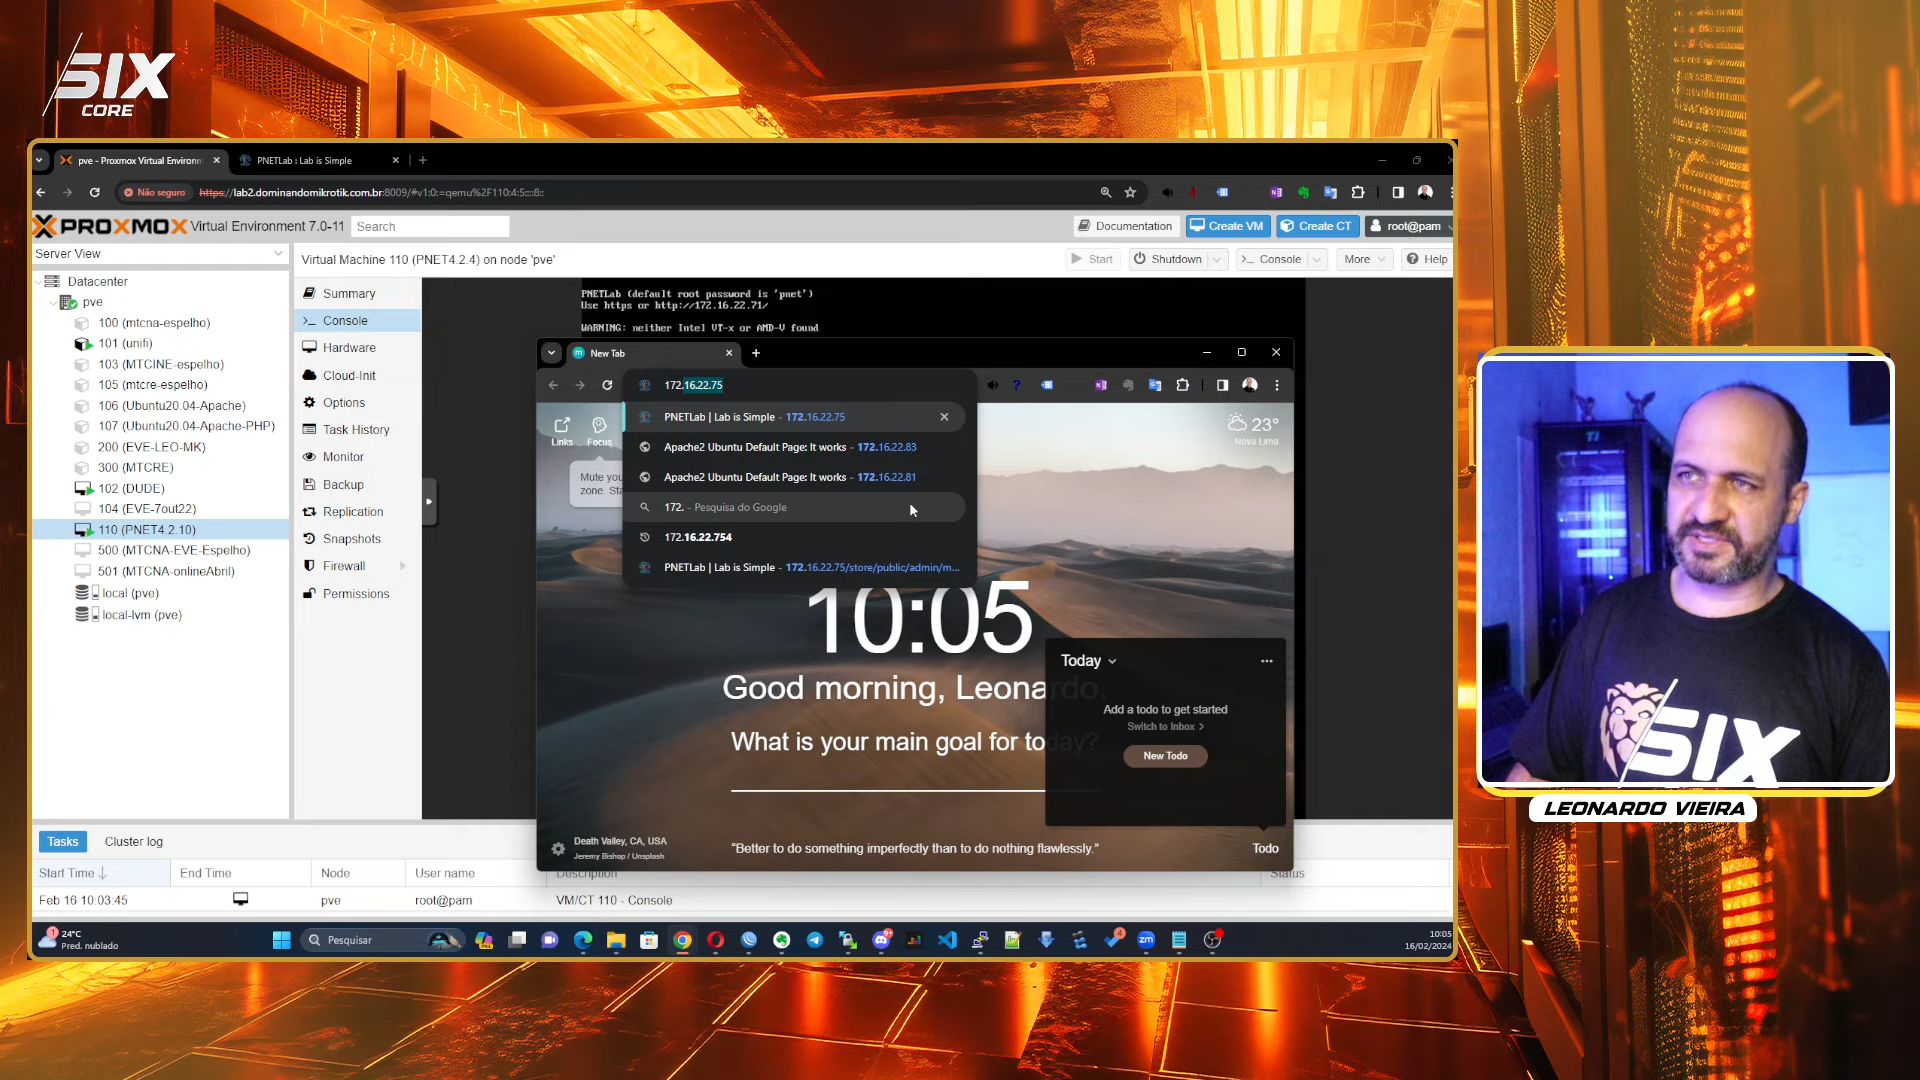 SIX
CORE
pve - Proxmox Virtual Environm
PNETLab : Lab is Simple
Não seguro
https://lab2.dominandomikrotik.com.br:8009/#v1:0:=qemu%2F110:4:5::::8::
PROXMOX Virtual Environment 7.0-11
Search
Documentation
Create VM
Create CT
root@pam
Server View
Virtual Machine 110 (PNET4.2.4) on node 'pve'
Start
Shutdown
Console
More
Help
Datacenter
pve
100 (mtcna-espelho)
101 (unifi)
103 (MTCINE-espelho)
105 (mtcre-espelho)
106 (Ubuntu20.04-Apache)
107 (Ubuntu20.04-Apache-PHP)
200 (EVE-LEO-MK)
300 (MTCRE)
102 (DUDE)
104 (EVE-7out22)
110 (PNET4.2.10)
500 (MTCNA-EVE-Espelho)
501 (MTCNA-onlineAbril)
local (pve)
local-lvm (pve)
Summary
Console
Hardware
Cloud-Init
Options
Task History
Monitor
Backup
Replication
Snapshots
Firewall
Permissions
PNETLab (default root password is 'pnet')
Use https or http://172.16.22.71/
WARNING: neither Intel VT-x or AMD-V found
New Tab
172.16.22.75
PNETLab | Lab is Simple - 172.16.22.75
Apache2 Ubuntu Default Page: It works - 172.16.22.83
Apache2 Ubuntu Default Page: It works - 172.16.22.81
172. - Pesquisa do Google
172.16.22.754
PNETLab | Lab is Simple - 172.16.22.75/store/public/admin/m...
Links
Focus
Mute you
zone. Sta
23°
Nova Lima
10:05
Good morning, Leonardo.
What is your main goal for today?
Today
Add a todo to get started
Switch to Inbox >
New Todo
Death Valley, CA, USA
Jeremy Bishop / Unsplash
"Better to do something imperfectly than to do nothing flawlessly."
Todo
Tasks
Cluster log
Start Time
End Time
Node
User name
Description
Status
Feb 16 10:03:45
pve
root@pam
VM/CT 110 - Console
24°C
Pred. nublado
Pesquisar
10:05
16/02/2024
SIX
LEONARDO VIEIRA